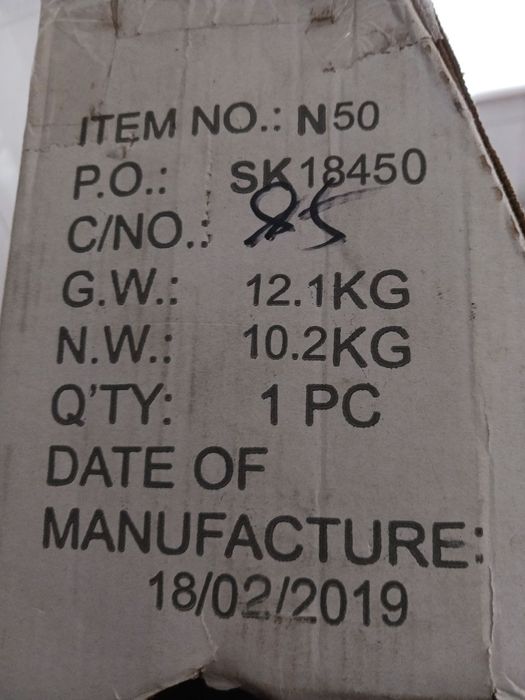 ITEM NO.: N50
P.O.: SK18450
C/NO.: 85
G.W.: 12.1KG
N.W.: 10.2KG
Q'TY: 1 PC
DATE OF
MANUFACTURE:
18/02/2019